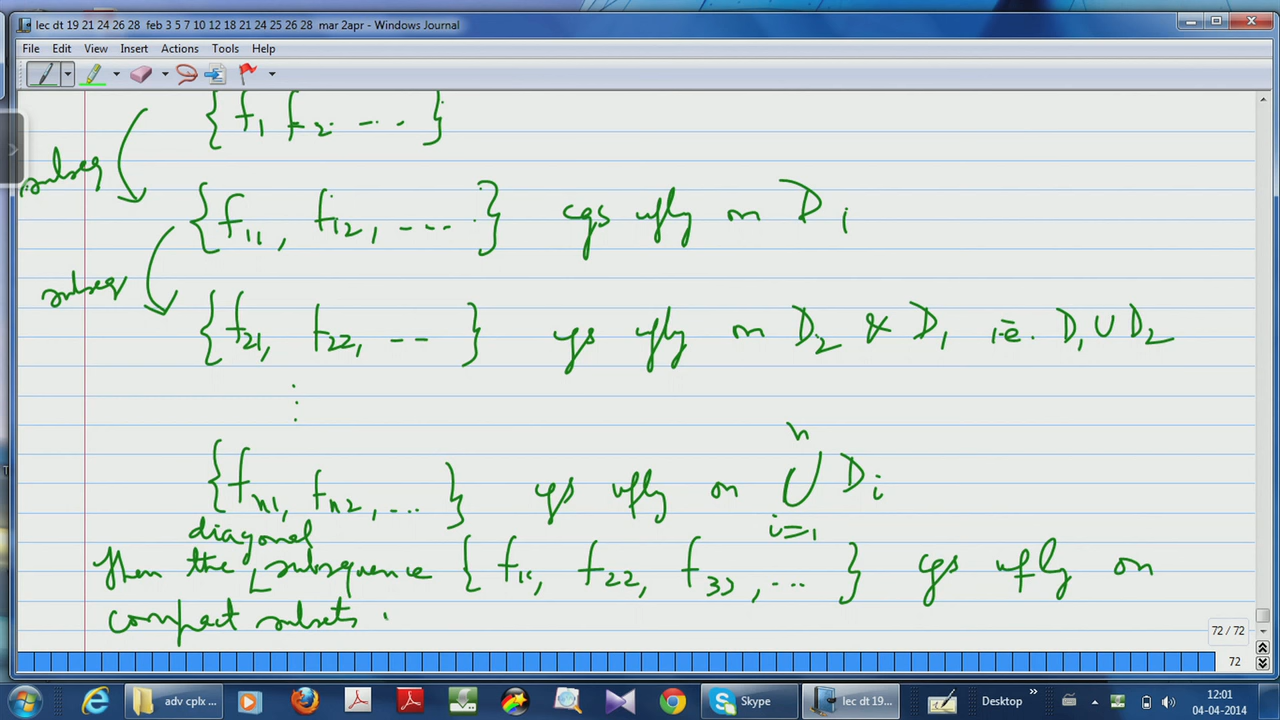 lec dt 19 21 24 26 28 feb 3 5 7 10 12 18 21 24 25 26 28 mar 2apr - Windows Journal
File Edit View Insert Actions Tools Help
{ f1 f2 ... }
subseq
{ f11, f12, ... } cgs ufly on D1
subseq
{ f21, f22, -- } cgs ufly on D2 & D1 i.e. D1 ∪ D2
⋮
{ fn1, fn2, ... } cgs ufly on ⋃ n i=1 Di
diagonal
Then the subsquence { f11, f22, f33, ... } cgs ufly on
compact subsets .
72 / 72
72
adv cplx ... Skype lec dt 19... Desktop 12:01
04-04-2014